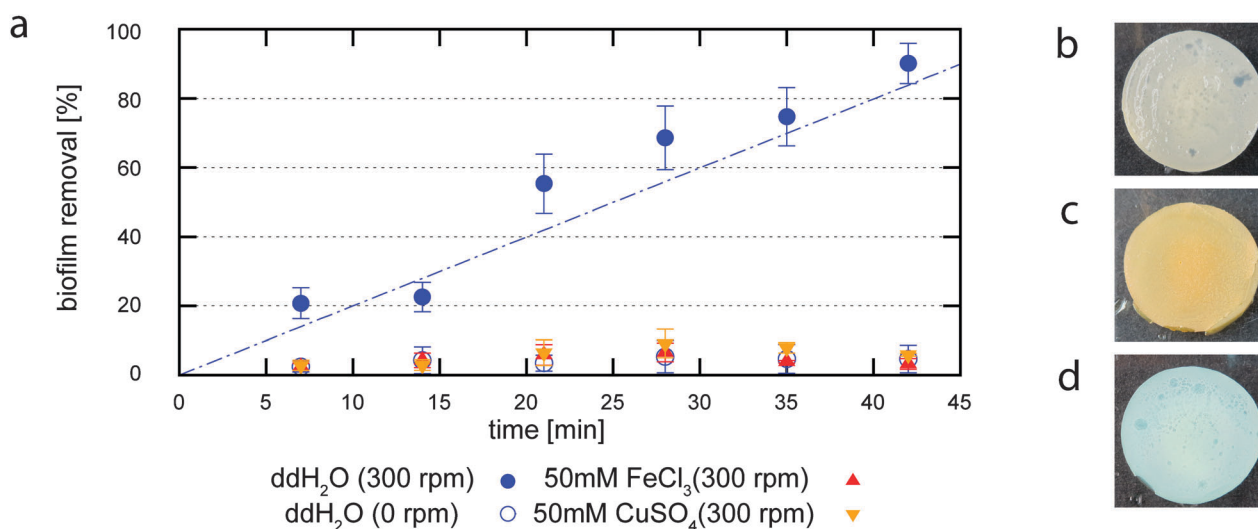 a
biofilm removal [%]
100
80
60
40
20
0
0 5 10 15 20 25 30 35 40 45
time [min]
ddH₂O (300 rpm) 50mM FeCl₃(300 rpm)
ddH₂O (0 rpm) 50mM CuSO₄(300 rpm)
b
c
d